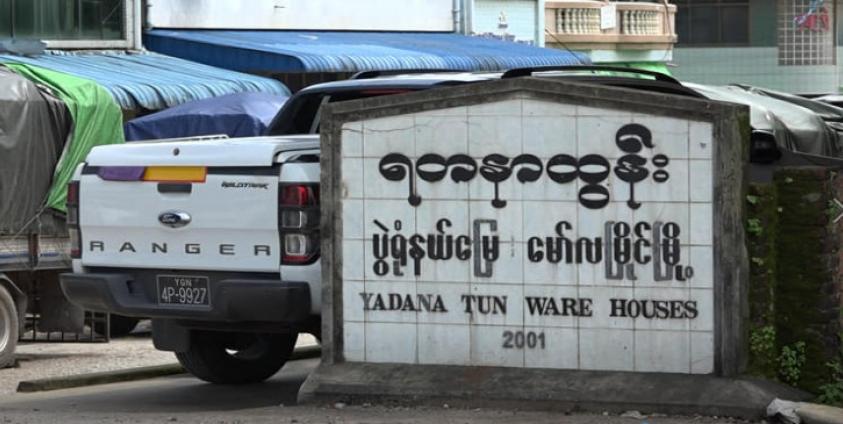 WILDTRAK
RANGER
YGN
4P-9927
ရတနာထွန်း
ပွဲရုံနယ်မြေ မော်လမြိုင်မြို့
YADANA TUN WARE HOUSES
2001